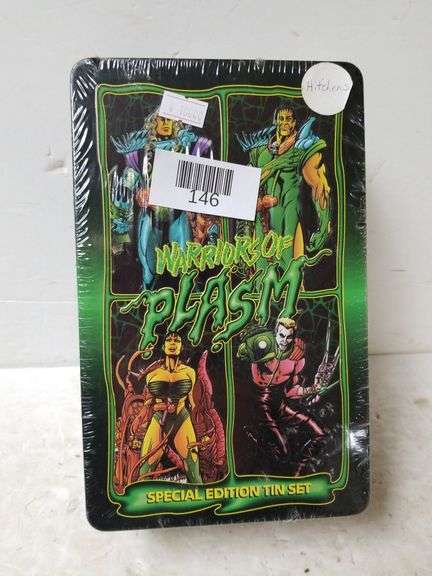 Hitchens
146
WARRIORS OF
PLASM
SPECIAL EDITION TIN SET